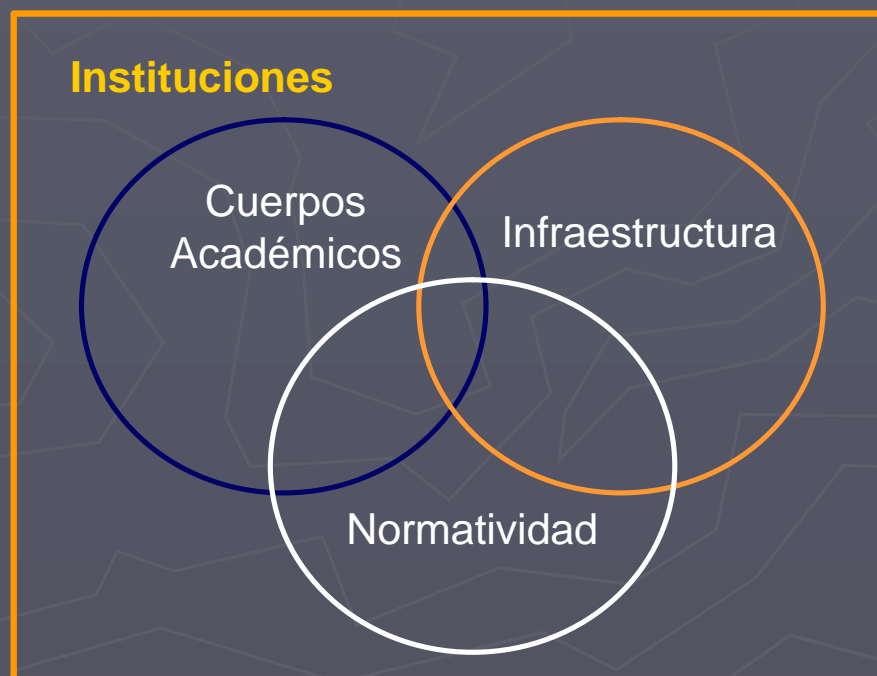 Instituciones
Cuerpos
Académicos
Infraestructura
Normatividad